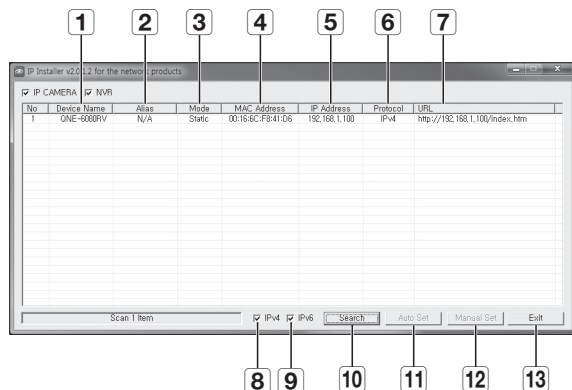 1 2 3 4 5 6 7
IP Installer v2.0.1.2 for the network products
IP CAMERA NVR
No Device Name Alias Mode MAC Address IP Address Protocol URL
1 QNE-6080RV N/A Static 00:16:6C:F8:41:D6 192,168,1,100 IPv4 http://192,168,1,100/index,htm
Scan 1 Item IPv4 IPv6 Search Auto Set Manual Set Exit
8 9 10 11 12 13